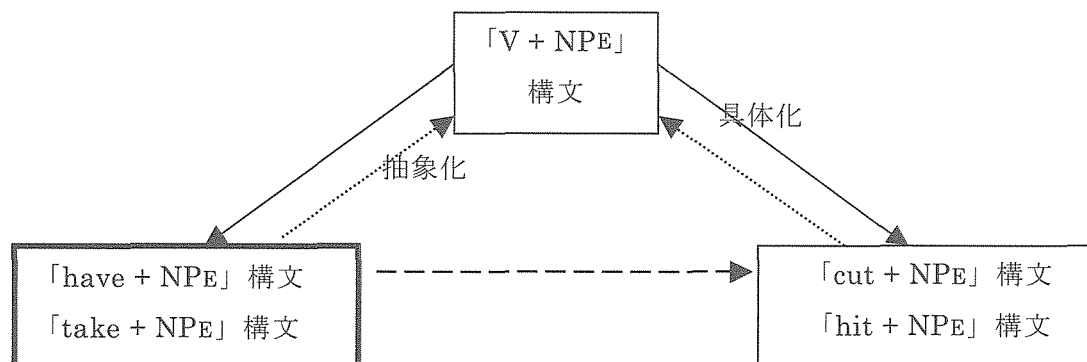 「V + NPE」
構文
具体化
抽象化
「have + NPE」構文
「take + NPE」構文
「cut + NPE」構文
「hit + NPE」構文